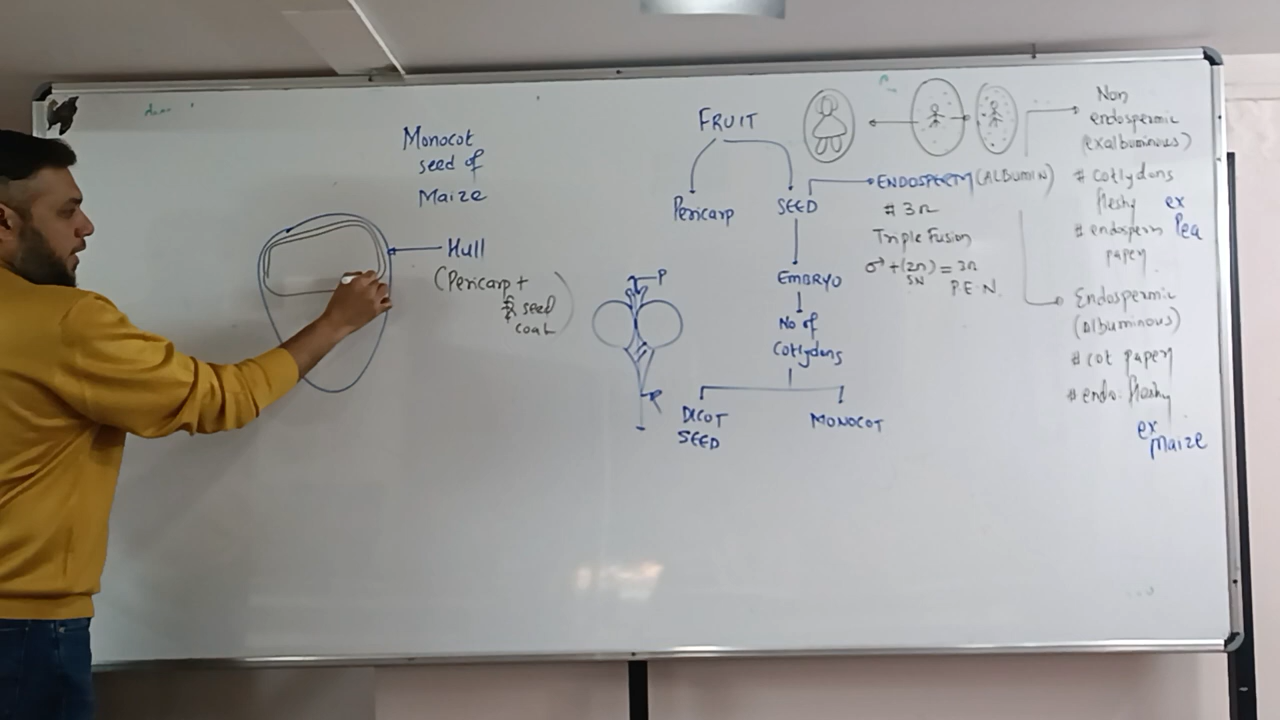 Monocot
seed of
Maize
Hull
(Pericarp +
seed
coat)
P
R
FRUIT
Pericarp
SEED
EMBRYO
No of
Cotlydons
DICOT
SEED
MONOCOT
ENDOSPERM (ALBUMIN)
# 3n
Triple Fusion
♂ + (2n) = 3n
SN
P E N
Non
endospermic
(exalbuminous)
# cotlydons
fleshy
ex
Pea
# endosperm
papery
Endospermic
(albuminous)
# cot papery
# endo. fleshy
ex
Maize